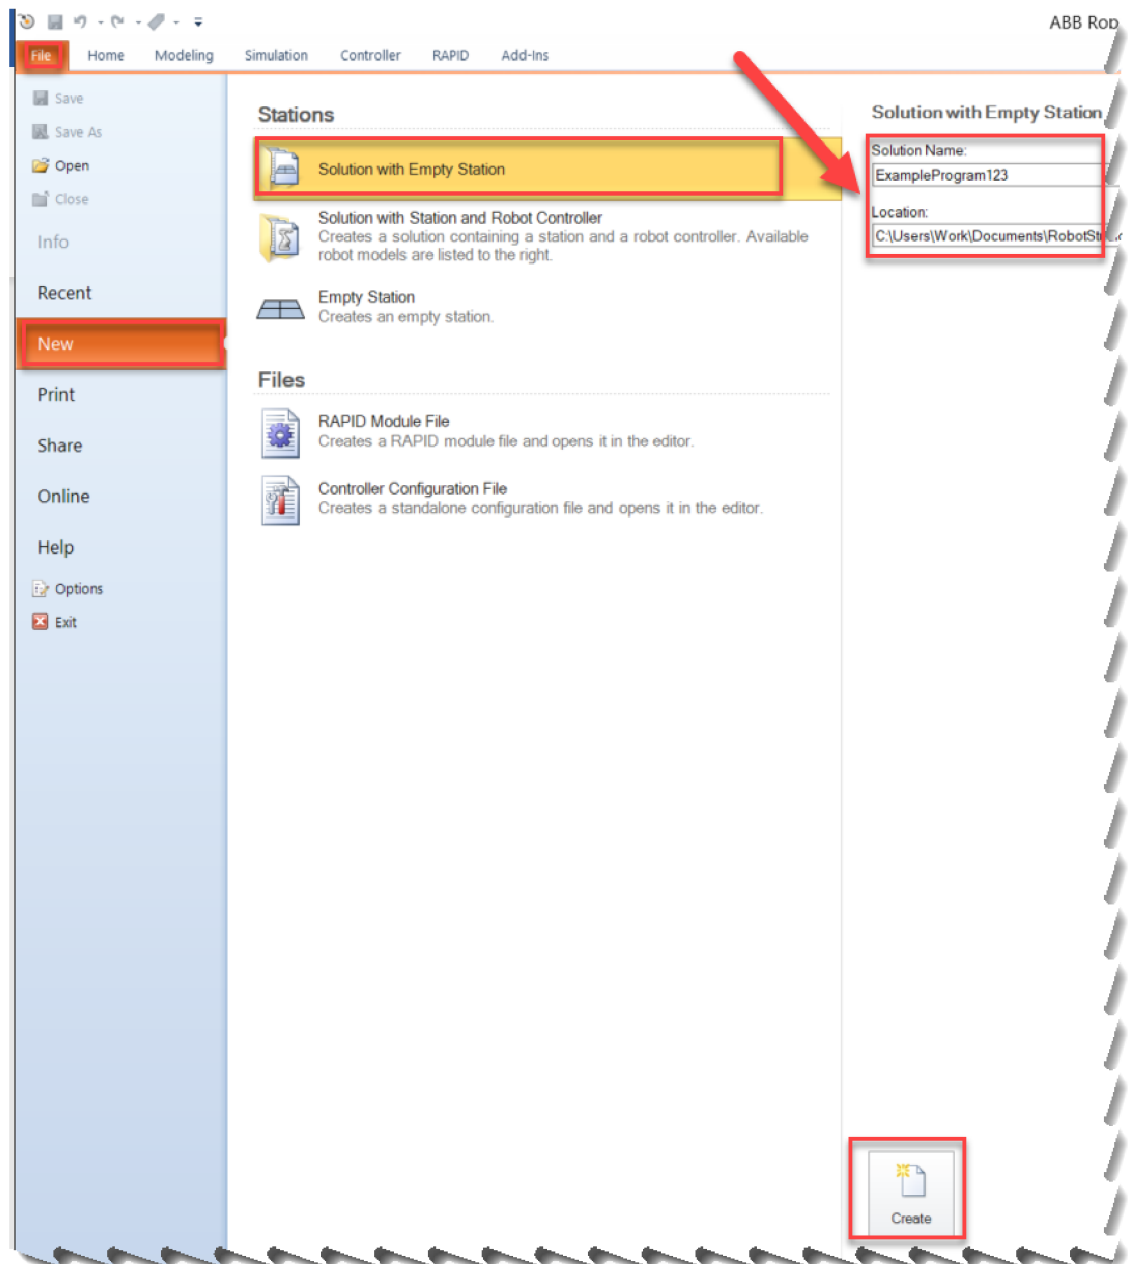 ABB Rop
File Home Modeling Simulation Controller RAPID Add-Ins
Save
Save As
Open
Close
Info
Recent
New
Print
Share
Online
Help
Options
Exit
Stations
Solution with Empty Station
Solution with Station and Robot Controller
Creates a solution containing a station and a robot controller. Available
robot models are listed to the right.
Empty Station
Creates an empty station.
Files
RAPID Module File
Creates a RAPID module file and opens it in the editor.
Controller Configuration File
Creates a standalone configuration file and opens it in the editor.
Solution with Empty Station
Solution Name:
ExampleProgram123
Location:
C:\Users\Work\Documents\RobotSt
Create